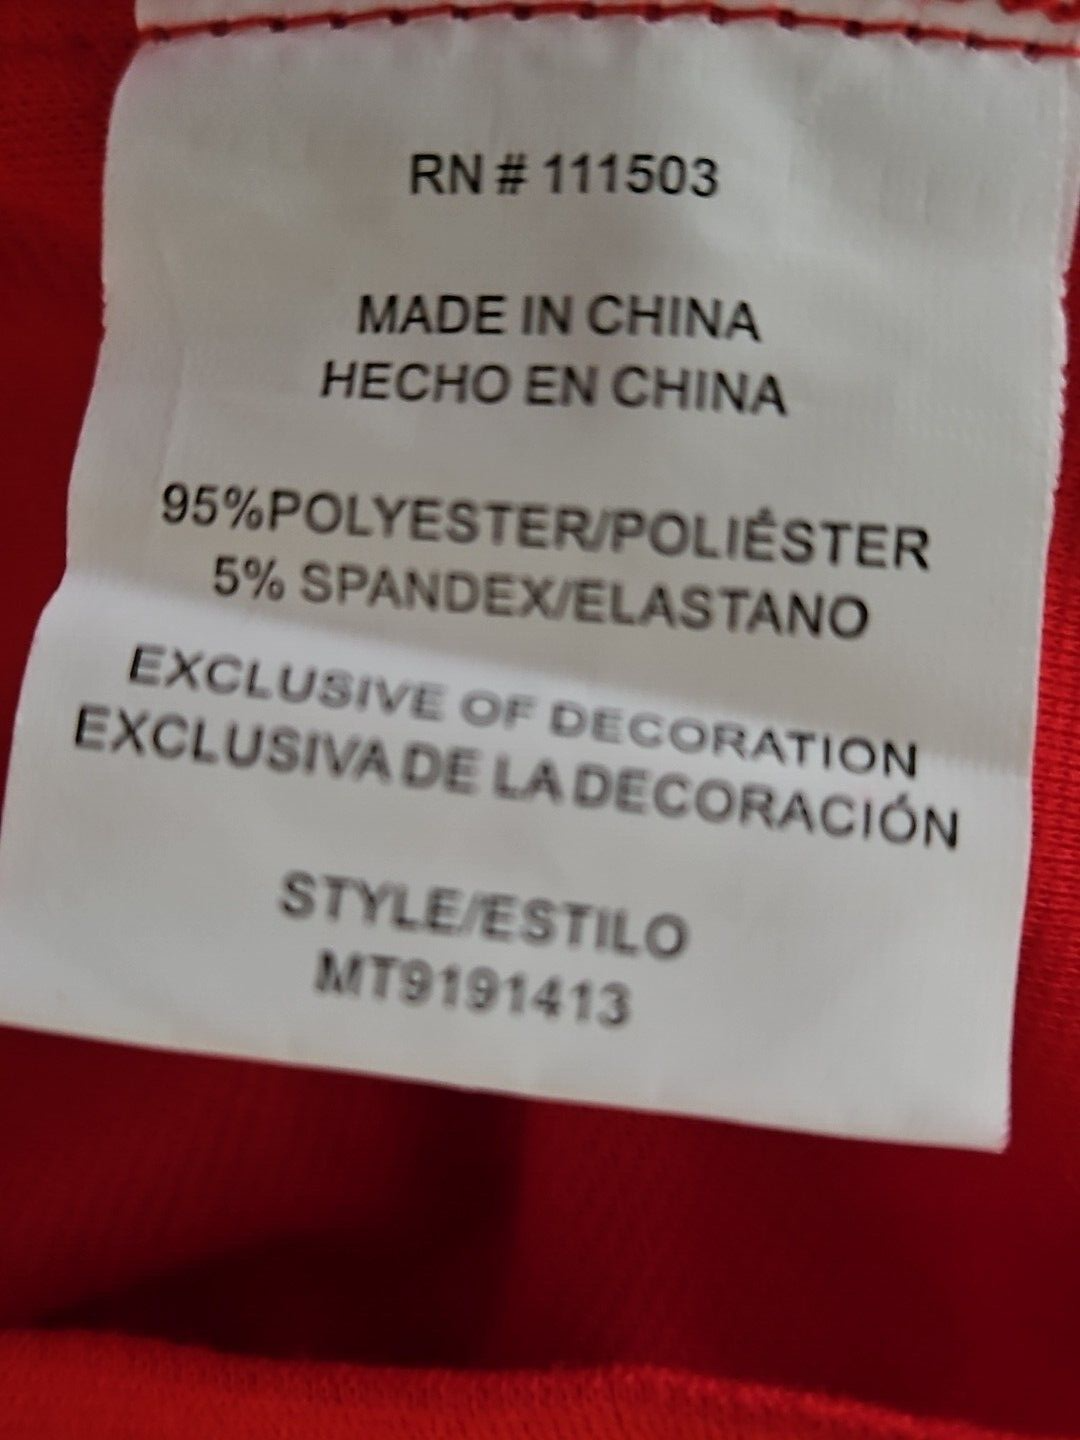 RN # 111503
MADE IN CHINA
HECHO EN CHINA
95%POLYESTER/POLIÉSTER
5% SPANDEX/ELASTANO
EXCLUSIVE OF DECORATION
EXCLUSIVA DE LA DECORACIÓN
STYLE/ESTILO
MT9191413